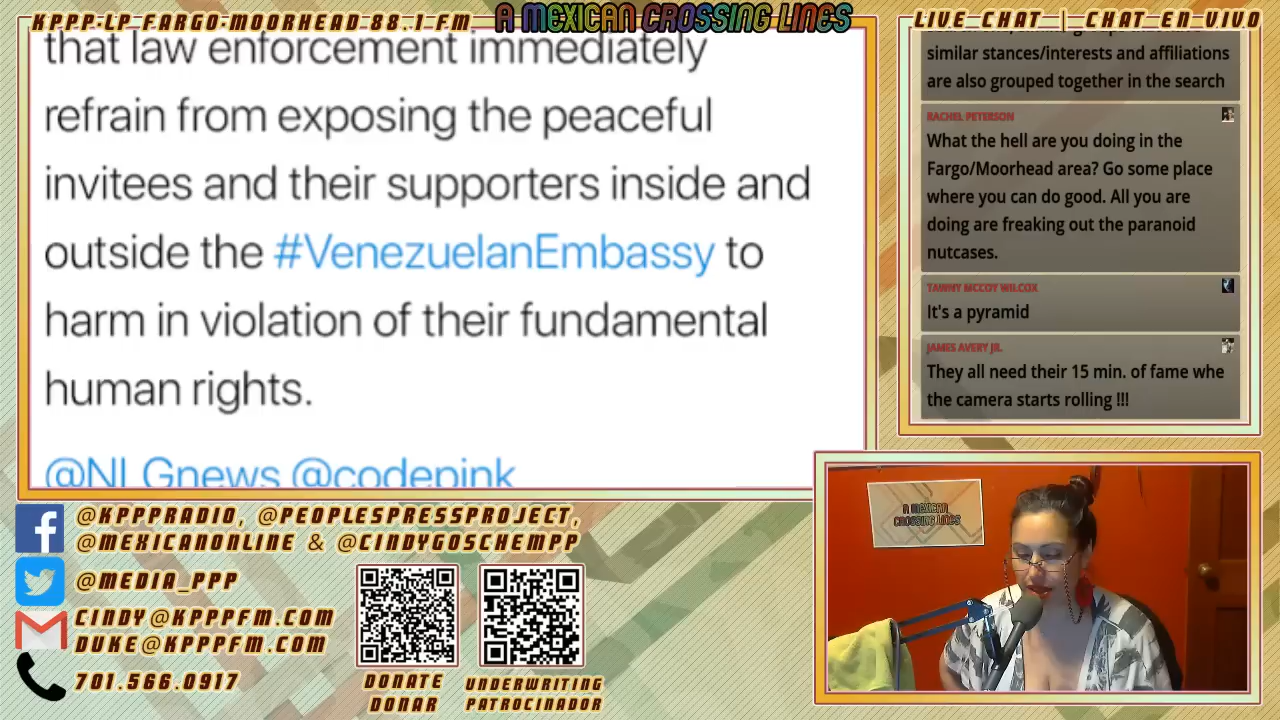 KPPP-LP FARGO-MOORHEAD 88.1 FM
A MEXICAN CROSSING LINES
LIVE CHAT | CHAT EN VIVO
that law enforcement immediately
refrain from exposing the peaceful
invitees and their supporters inside and
outside the #VenezuelanEmbassy to
harm in violation of their fundamental
human rights.
@NLGnews @codepink
similar stances/interests and affiliations
are also grouped together in the search
RACHEL PETERSON
What the hell are you doing in the
Fargo/Moorhead area? Go some place
where you can do good. All you are
doing are freaking out the paranoid
nutcases.
TAWNY MCCOY WILCOX
It's a pyramid
JAMES AVERY JR.
They all need their 15 min. of fame whe
the camera starts rolling !!!
A MEXICAN
CROSSING LINES
@KPPPRADIO, @PEOPLESPRESSPROJECT,
@MEXICANONLINE & @CINDYGOSCHEMPP
@MEDIA_PPP
CINDY@KPPPFM.COM
DUKE@KPPPFM.COM
701.566.0917
DONATE
DONAR
UNDERWRITING
PATROCINADOR